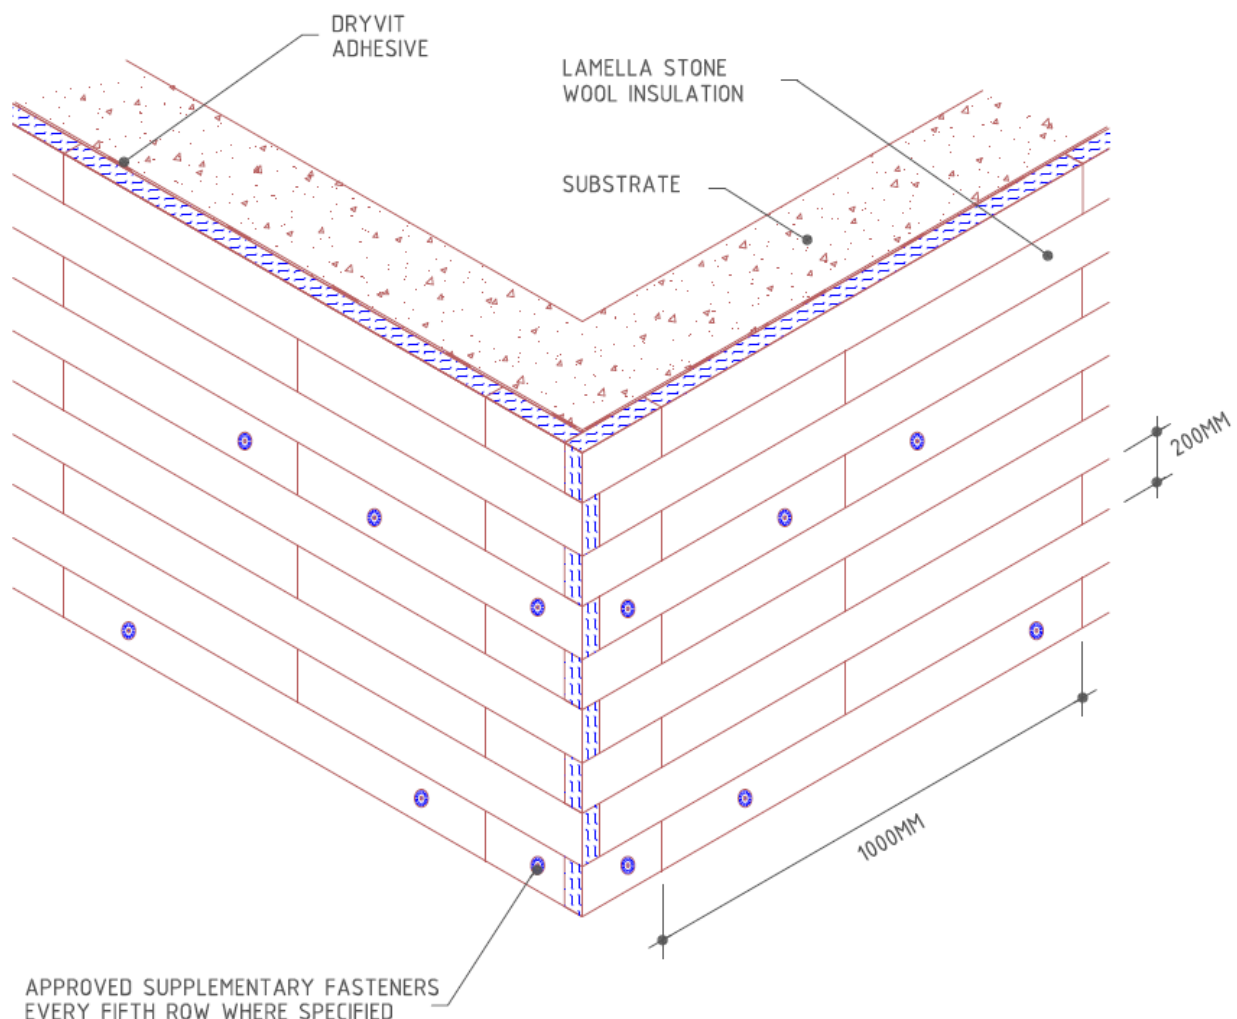 DRYVIT
ADHESIVE
LAMELLA STONE
WOOL INSULATION
SUBSTRATE
200MM
1000MM
APPROVED SUPPLEMENTARY FASTENERS
EVERY FIFTH ROW WHERE SPECIFIED